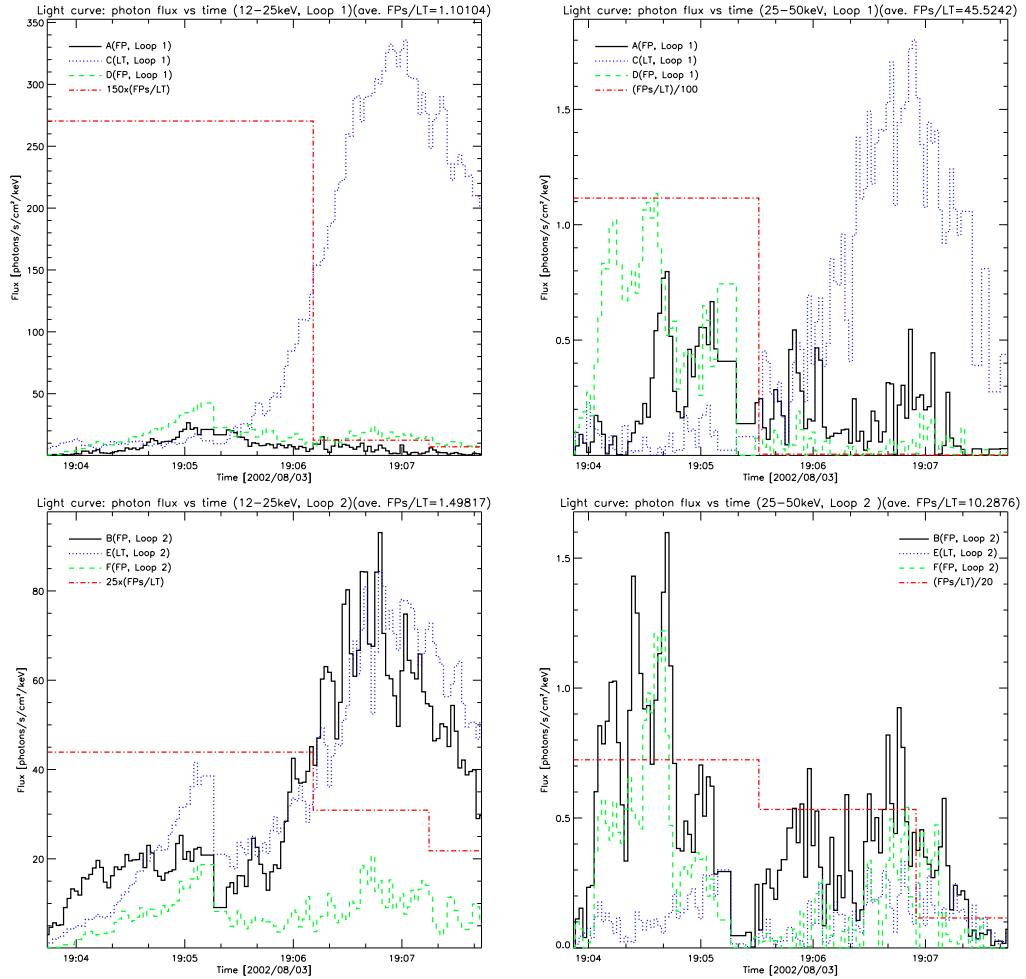 Light curve: photon flux vs time (12-25keV, Loop 1)(ave. FPs/LT=1.10104)
350
300
250
200
150
100
50
Flux [photons/s/cm²/keV]
A(FP, Loop 1)
C(LT, Loop 1)
D(FP, Loop 1)
150x(FPs/LT)
19:04 19:05 19:06 19:07
Time [2002/08/03]
Light curve: photon flux vs time (25-50keV, Loop 1)(ave. FPs/LT=45.5242)
1.5
1.0
0.5
Flux [photons/s/cm²/keV]
A(FP, Loop 1)
C(LT, Loop 1)
D(FP, Loop 1)
(FPs/LT)/100
19:04 19:05 19:06 19:07
Time [2002/08/03]
Light curve: photon flux vs time (12-25keV, Loop 2)(ave. FPs/LT=1.49817)
80
60
40
20
Flux [photons/s/cm²/keV]
B(FP, Loop 2)
E(LT, Loop 2)
F(FP, Loop 2)
25x(FPs/LT)
19:04 19:05 19:06 19:07
Time [2002/08/03]
Light curve: photon flux vs time (25-50keV, Loop 2 )(ave. FPs/LT=10.2876)
1.5
1.0
0.5
0.0
Flux [photons/s/cm²/keV]
B(FP, Loop 2)
E(LT, Loop 2)
F(FP, Loop 2)
(FPs/LT)/20
19:04 19:05 19:06 19:07
Time [2002/08/03]